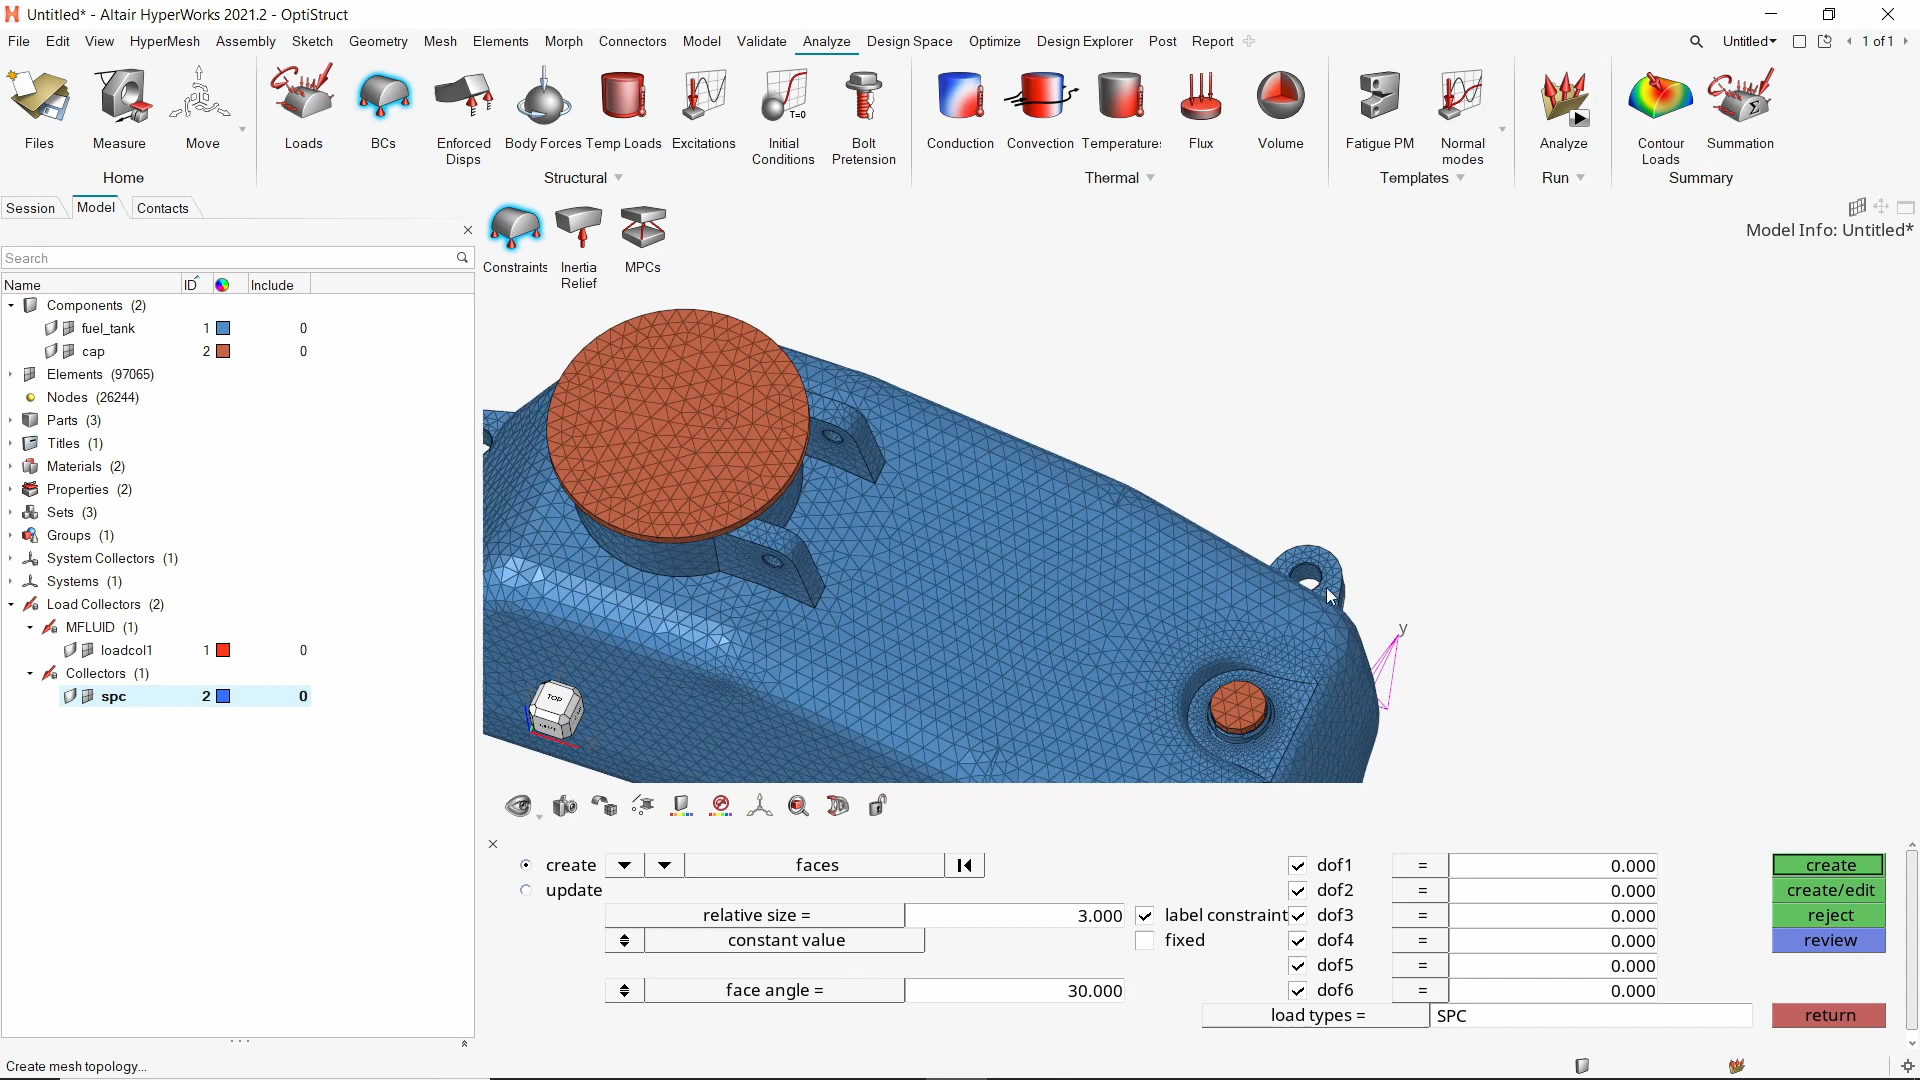 Untitled* - Altair HyperWorks 2021.2 - OptiStruct
File Edit View HyperMesh Assembly Sketch Geometry Mesh Elements Morph Connectors Model Validate Analyze Design Space Optimize Design Explorer Post Report Untitled 1 of 1
Files Measure Move Loads BCs Enforced Disps Body Forces Temp Loads Excitations Initial Conditions Bolt Pretension Conduction Convection Temperatures Flux Volume Fatigue PM Normal modes Analyze Contour Loads Summation
T=0
Home Structural Thermal Templates Run Summary
Session Model Contacts
Model Info: Untitled*
Search
Constraints Inertia Relief MPCs
Name ID Include
Components (2)
fuel_tank 1 0
cap 2 0
Elements (97065)
Nodes (26244)
Parts (3)
Titles (1)
Materials (2)
Properties (2)
Sets (3)
Groups (1)
System Collectors (1)
Systems (1)
Load Collectors (2)
MFLUID (1)
loadcol1 1 0
Collectors (1)
spc 2 0
y
TOP
create faces dof1 = 0.000 create
update dof2 = 0.000 create/edit
relative size = 3.000 label constraint dof3 = 0.000 reject
constant value fixed dof4 = 0.000 review
dof5 = 0.000
face angle = 30.000 dof6 = 0.000
load types = SPC return
Create mesh topology...